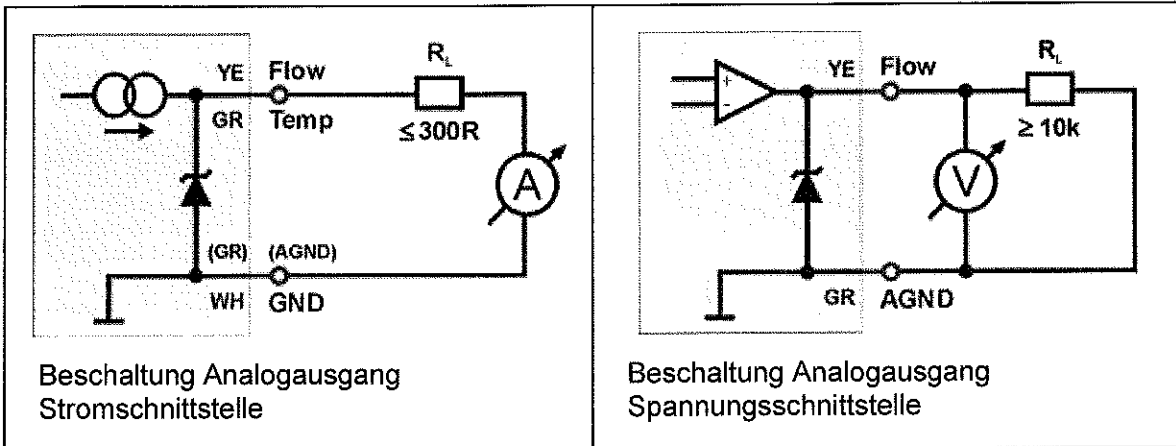 YE Flow
GR Temp
R_L
≤ 300R
A
(GR) (AGND)
WH GND
Beschaltung Analogausgang
Stromschnittstelle
+
-
YE Flow
R_L
≥ 10k
V
GR AGND
Beschaltung Analogausgang
Spannungsschnittstelle